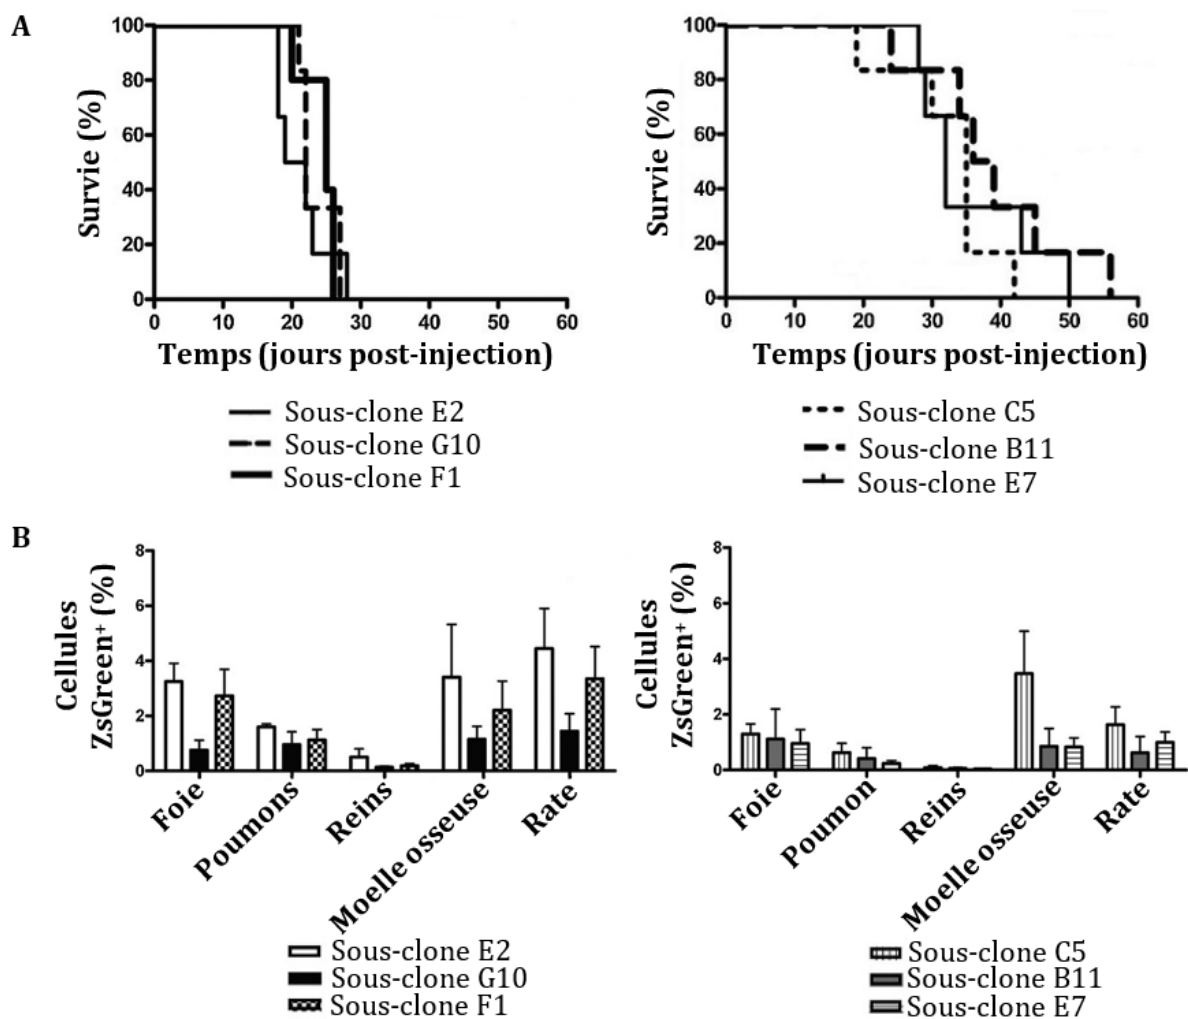 A
Survie (%)
100
80
60
40
20
0
0 10 20 30 40 50 60
Temps (jours post-injection)
Sous-clone E2
Sous-clone G10
Sous-clone F1
Survie (%)
100
80
60
40
20
0
0 10 20 30 40 50 60
Temps (jours post-injection)
Sous-clone C5
Sous-clone B11
Sous-clone E7
B
Cellules
ZsGreen⁺ (%)
8
6
4
2
0
Foie
Poumons
Reins
Moelle osseuse
Rate
Sous-clone E2
Sous-clone G10
Sous-clone F1
Cellules
ZsGreen⁺ (%)
8
6
4
2
0
Foie
Poumon
Reins
Moelle osseuse
Rate
Sous-clone C5
Sous-clone B11
Sous-clone E7